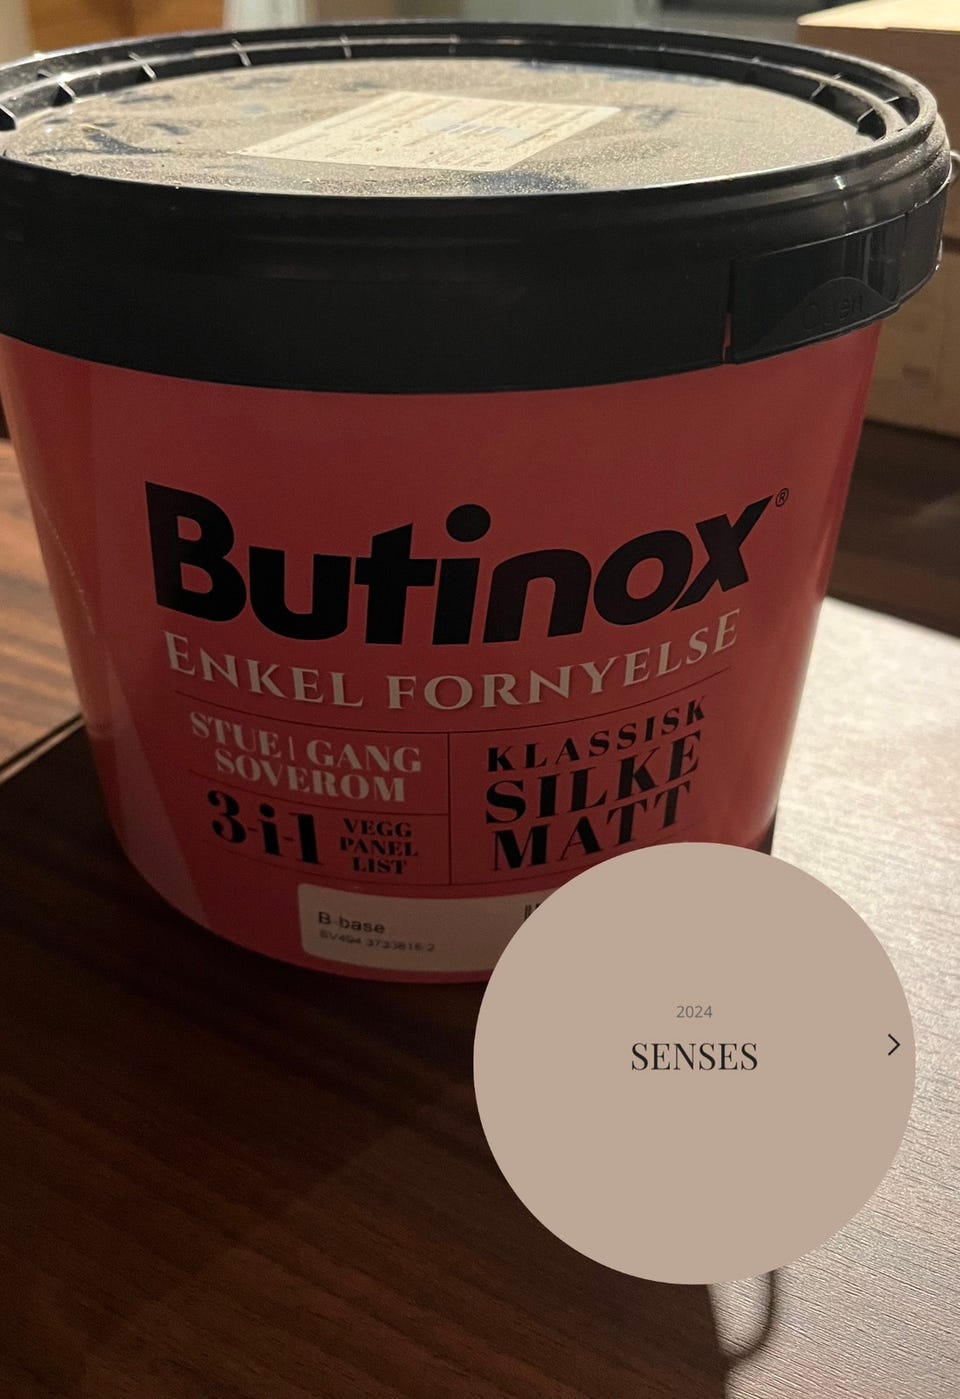 Butinox®
ENKEL FORNYELSE
STUE | GANG
SOVEROM
3-i-1
VEGG
PANEL
LIST
KLASSISK
SILKE
MATT
B-base
2024
SENSES